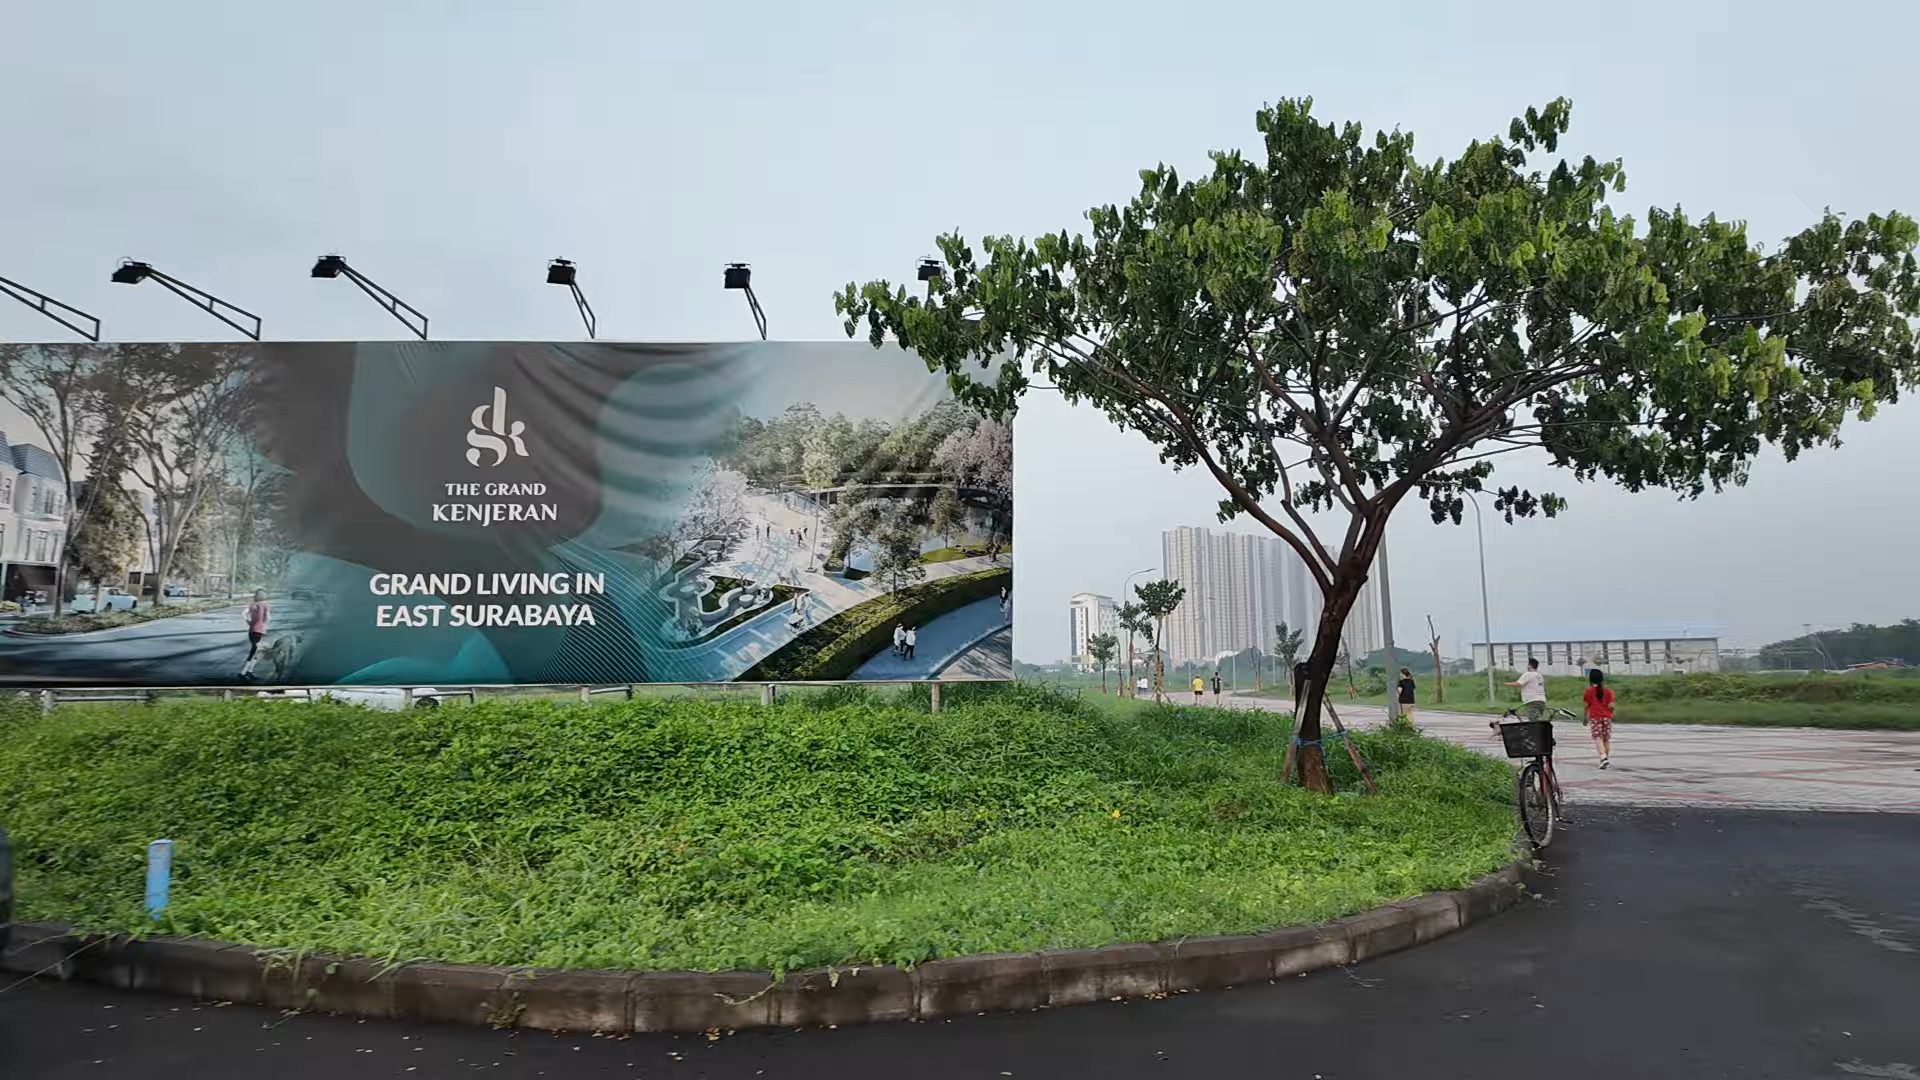 gk
THE GRAND
KENJERAN
GRAND LIVING IN
EAST SURABAYA